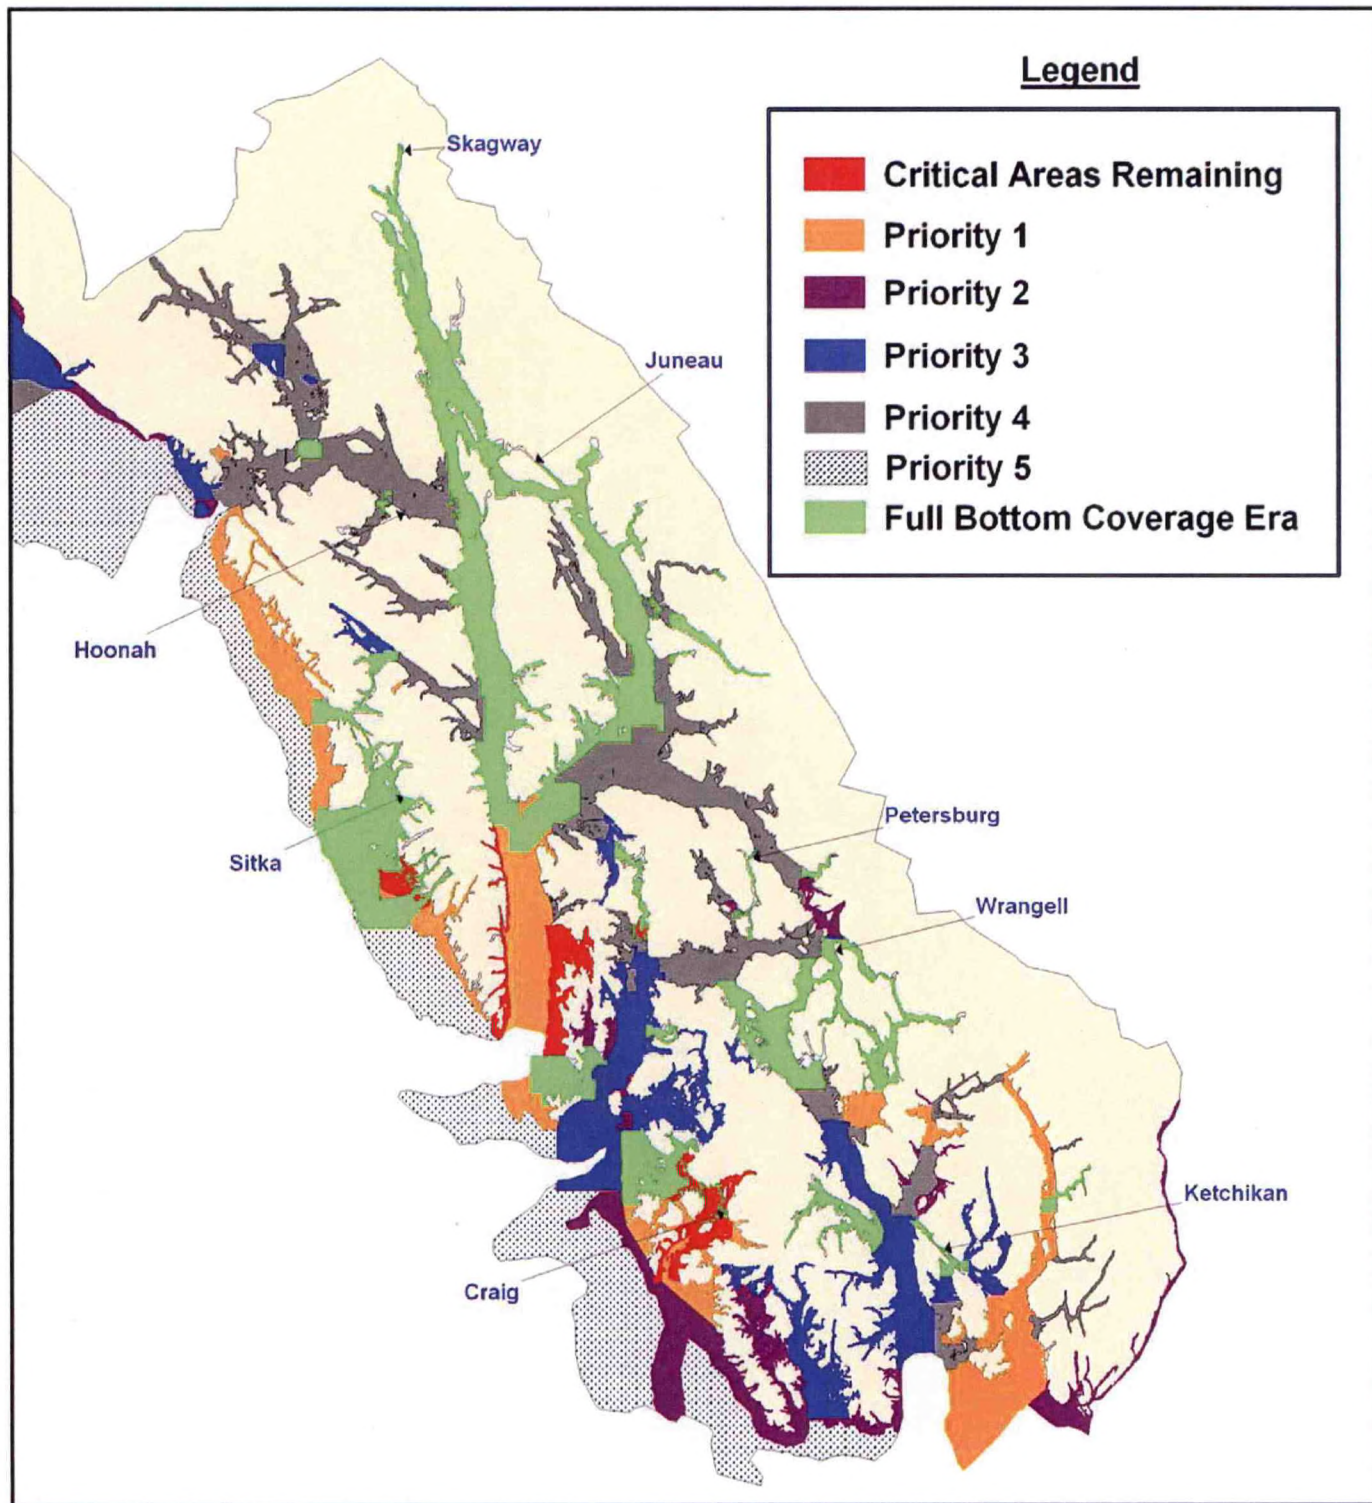 Legend
Critical Areas Remaining
Priority 1
Priority 2
Priority 3
Priority 4
Priority 5
Full Bottom Coverage Era
Skagway
Juneau
Hoonah
Petersburg
Sitka
Wrangell
Ketchikan
Craig